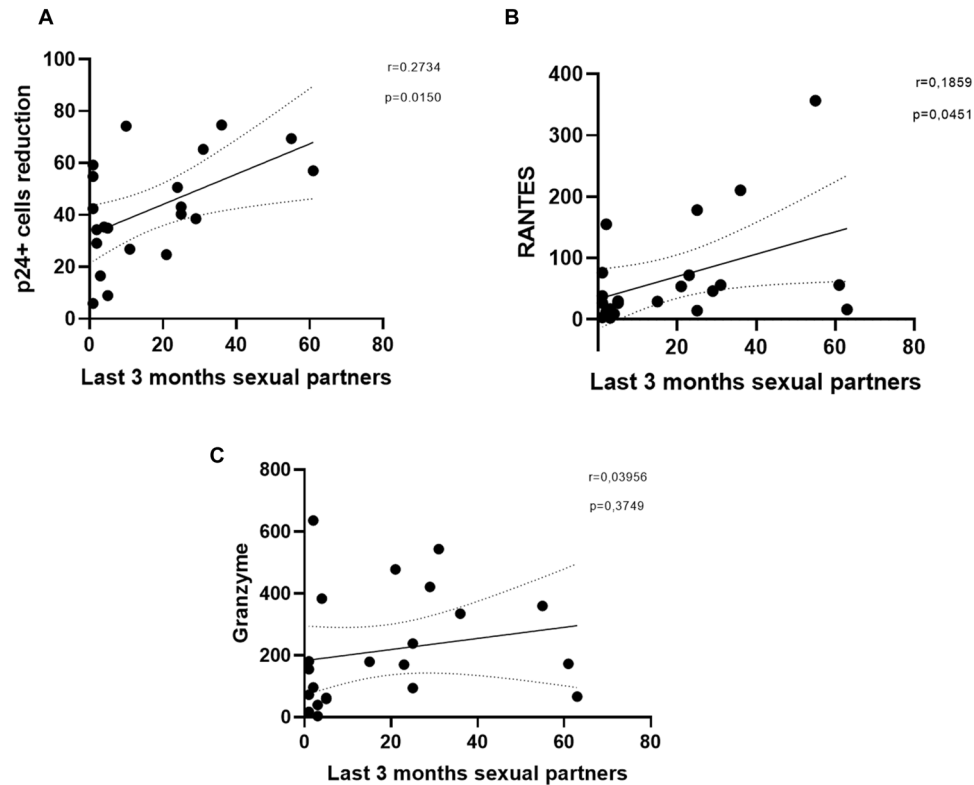 A
p24+ cells reduction
100
80
60
40
20
0
0 20 40 60 80
Last 3 months sexual partners
r=0.2734
p=0.0150
B
RANTES
400
300
200
100
0
20 40 60 80
Last 3 months sexual partners
r=0,1859
p=0,0451
C
Granzyme
800
600
400
200
0
0 20 40 60 80
Last 3 months sexual partners
r=0,03956
p=0,3749